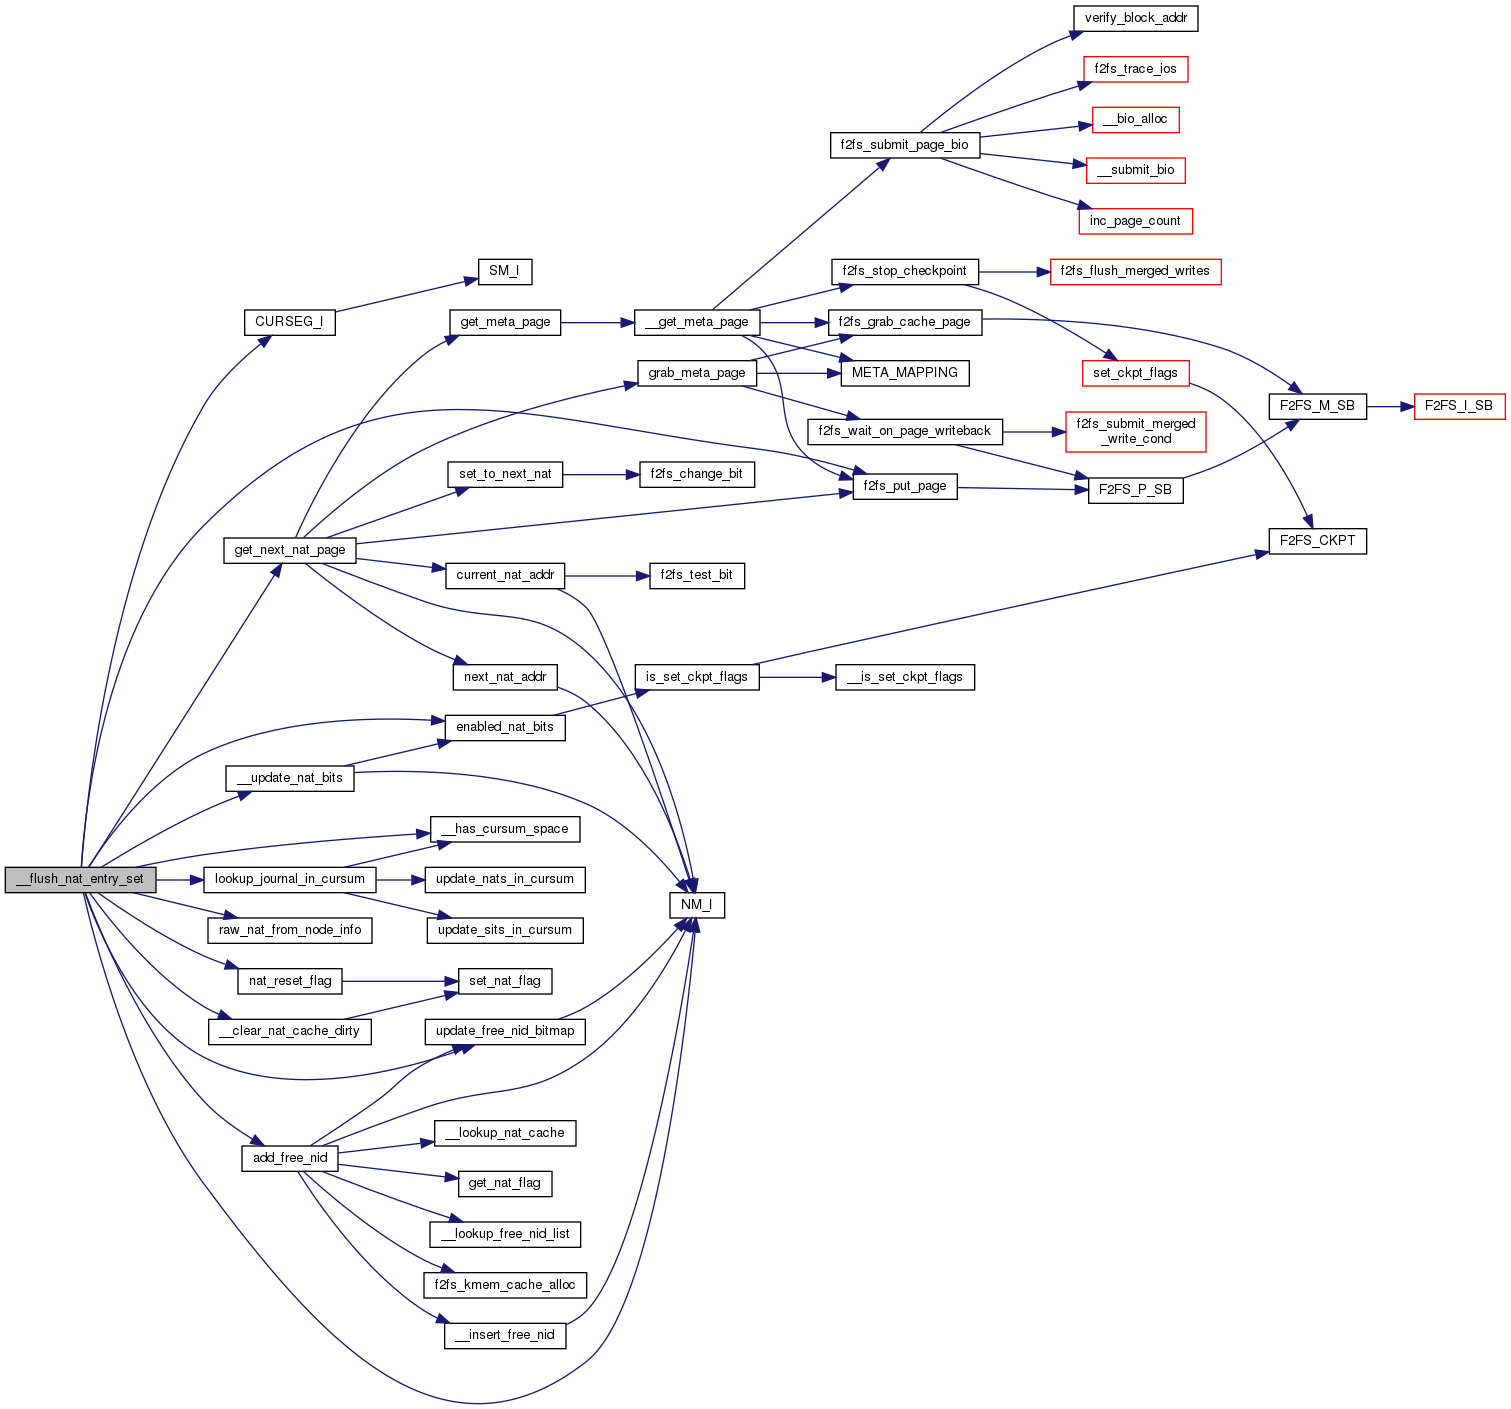 verify_block_addr
f2fs_trace_ios
__bio_alloc
f2fs_submit_page_bio
__submit_bio
inc_page_count
SM_I
f2fs_stop_checkpoint
f2fs_flush_merged_writes
CURSEG_I
get_meta_page
__get_meta_page
f2fs_grab_cache_page
grab_meta_page
META_MAPPING
set_ckpt_flags
F2FS_M_SB
F2FS_I_SB
f2fs_wait_on_page_writeback
f2fs_submit_merged
_write_cond
set_to_next_nat
f2fs_change_bit
f2fs_put_page
F2FS_P_SB
get_next_nat_page
F2FS_CKPT
current_nat_addr
f2fs_test_bit
next_nat_addr
is_set_ckpt_flags
__is_set_ckpt_flags
enabled_nat_bits
__update_nat_bits
__has_cursum_space
__flush_nat_entry_set
lookup_journal_in_cursum
update_nats_in_cursum
NM_I
raw_nat_from_node_info
update_sits_in_cursum
nat_reset_flag
set_nat_flag
__clear_nat_cache_dirty
update_free_nid_bitmap
__lookup_nat_cache
add_free_nid
get_nat_flag
__lookup_free_nid_list
f2fs_kmem_cache_alloc
__insert_free_nid